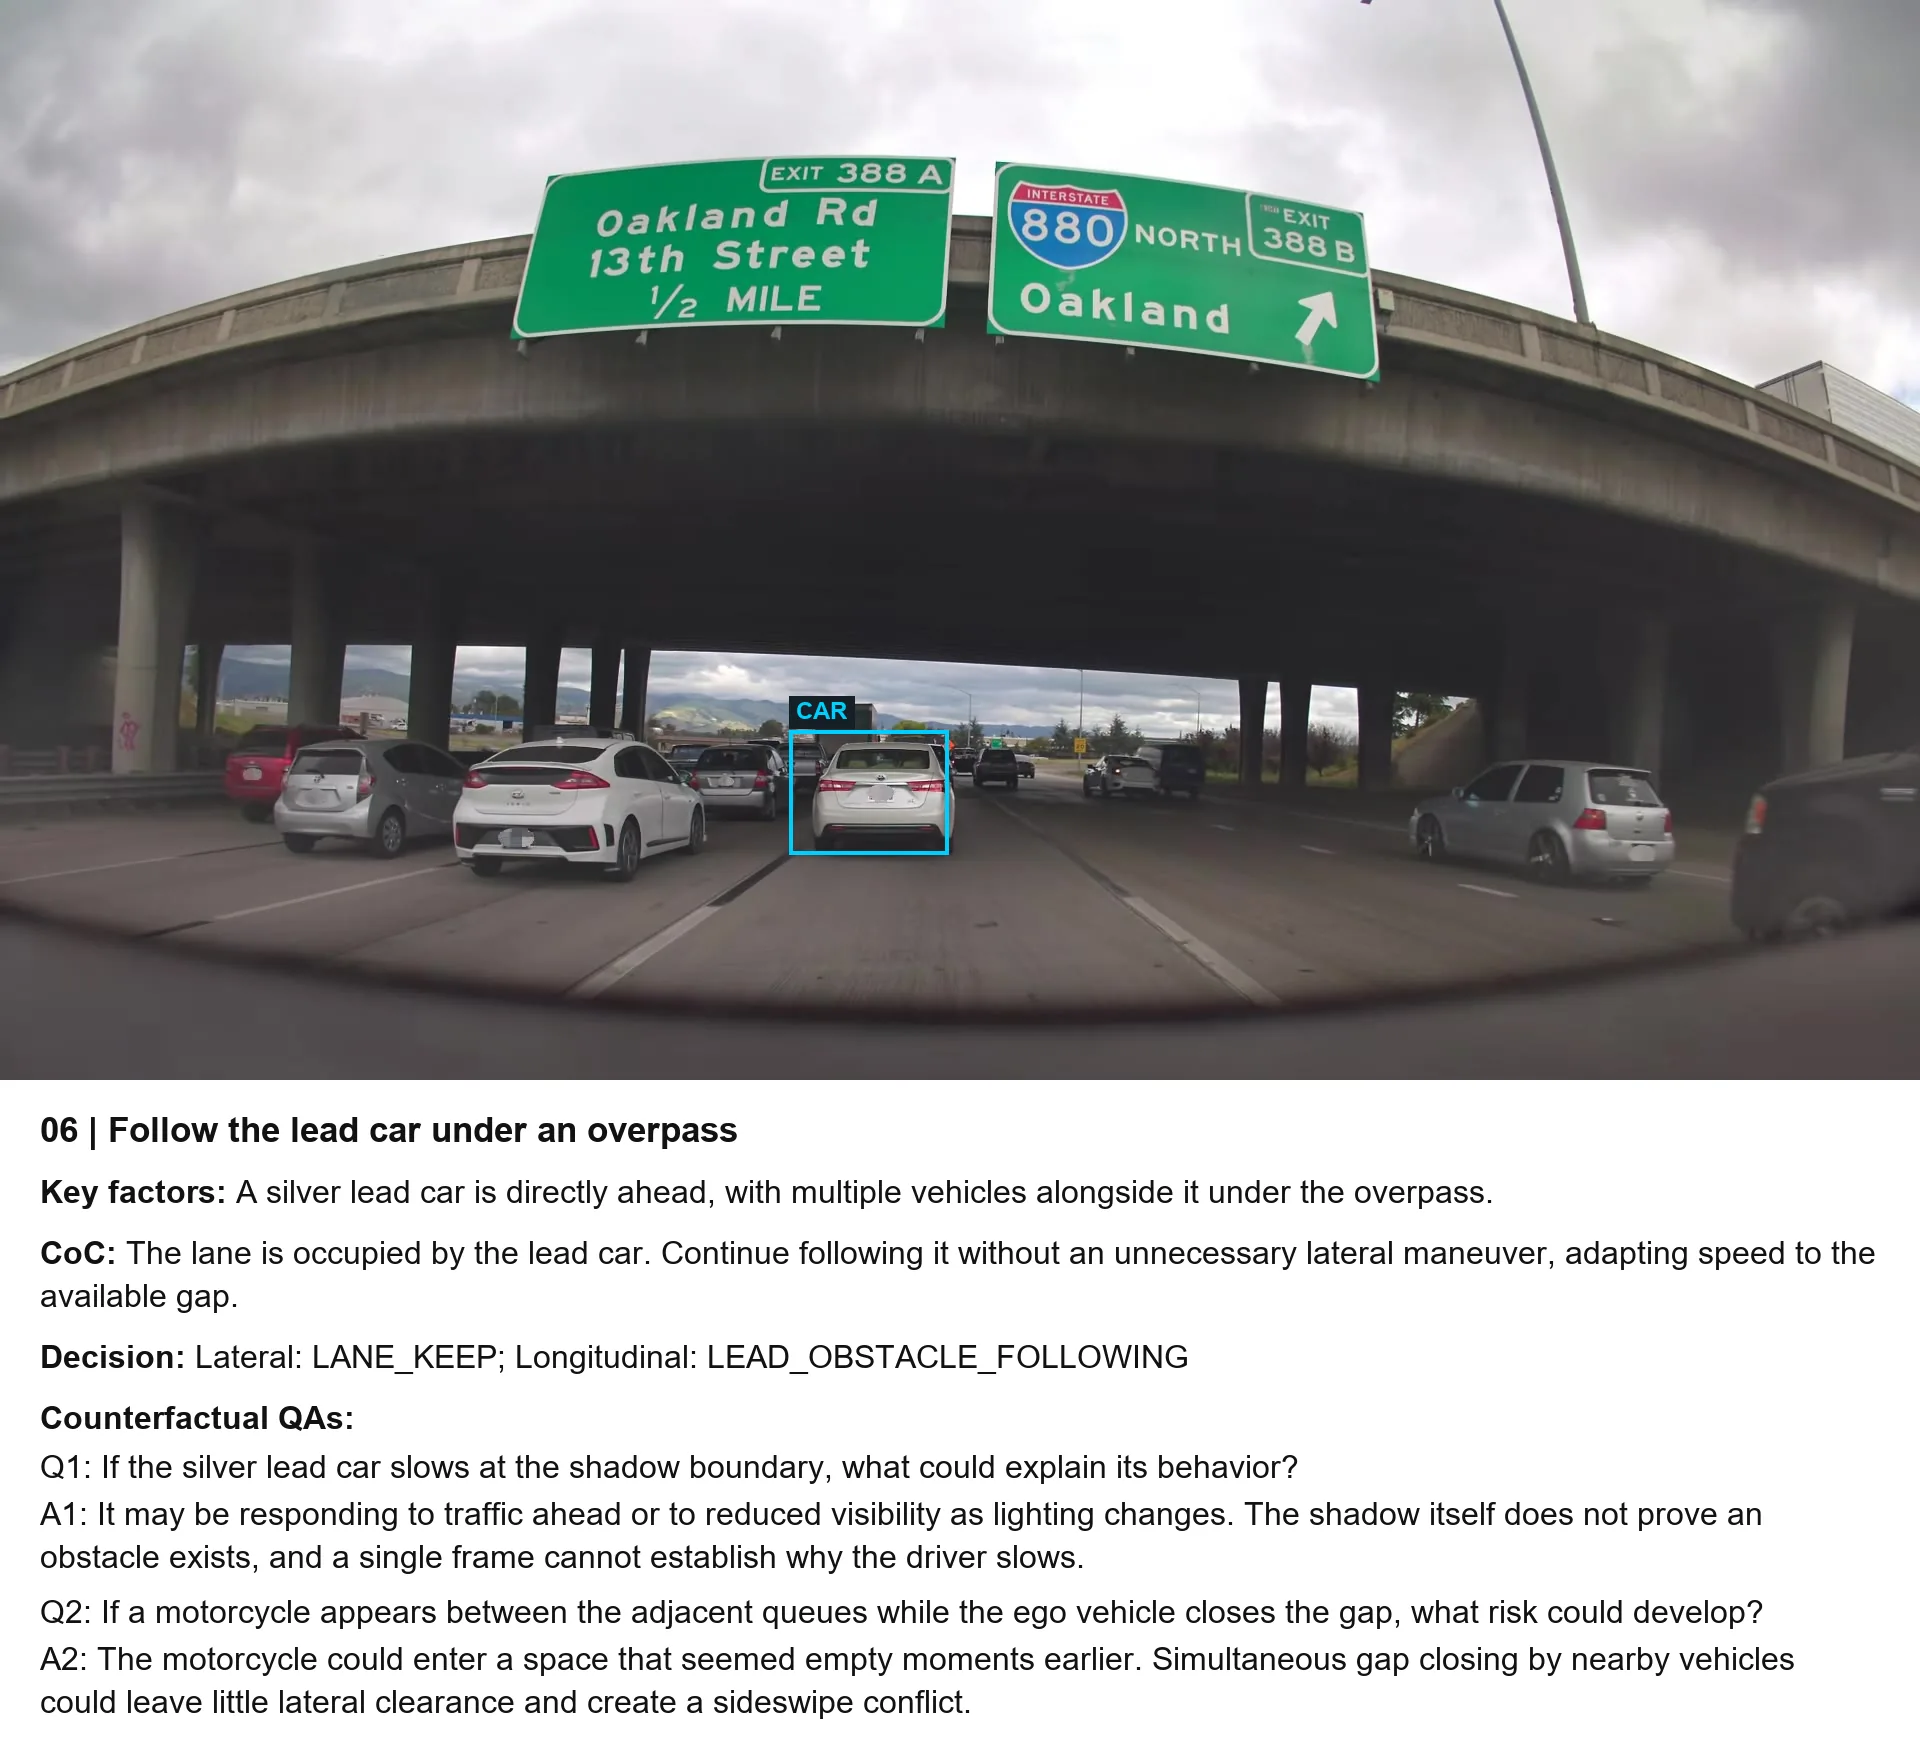 EXIT 388 A
Oakland Rd
13th Street
1/2 MILE
INTERSTATE
880
NORTH
EXIT
388 B
Oakland
CAR
06 | Follow the lead car under an overpass
Key factors: A silver lead car is directly ahead, with multiple vehicles alongside it under the overpass.
CoC: The lane is occupied by the lead car. Continue following it without an unnecessary lateral maneuver, adapting speed to the
available gap.
Decision: Lateral: LANE_KEEP; Longitudinal: LEAD_OBSTACLE_FOLLOWING
Counterfactual QAs:
Q1: If the silver lead car slows at the shadow boundary, what could explain its behavior?
A1: It may be responding to traffic ahead or to reduced visibility as lighting changes. The shadow itself does not prove an
obstacle exists, and a single frame cannot establish why the driver slows.
Q2: If a motorcycle appears between the adjacent queues while the ego vehicle closes the gap, what risk could develop?
A2: The motorcycle could enter a space that seemed empty moments earlier. Simultaneous gap closing by nearby vehicles
could leave little lateral clearance and create a sideswipe conflict.